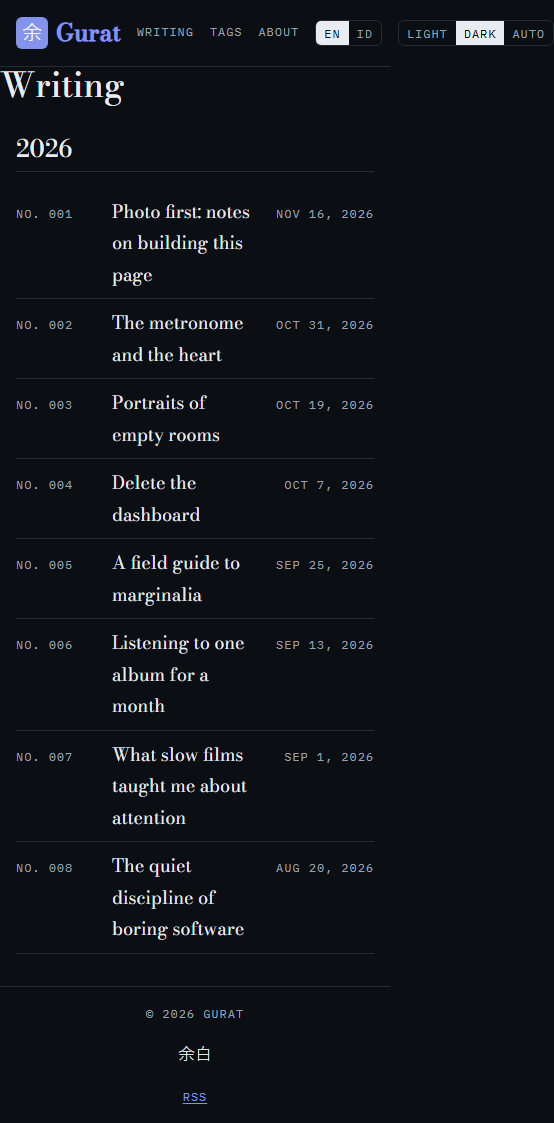 余 Gurat WRITING TAGS ABOUT EN ID LIGHT DARK AUTO
Writing
2026
NO. 001 Photo first: notes NOV 16, 2026
on building this
page
NO. 002 The metronome OCT 31, 2026
and the heart
NO. 003 Portraits of OCT 19, 2026
empty rooms
NO. 004 Delete the OCT 7, 2026
dashboard
NO. 005 A field guide to SEP 25, 2026
marginalia
NO. 006 Listening to one SEP 13, 2026
album for a
month
NO. 007 What slow films SEP 1, 2026
taught me about
attention
NO. 008 The quiet AUG 20, 2026
discipline of
boring software
© 2026 GURAT
余白
RSS